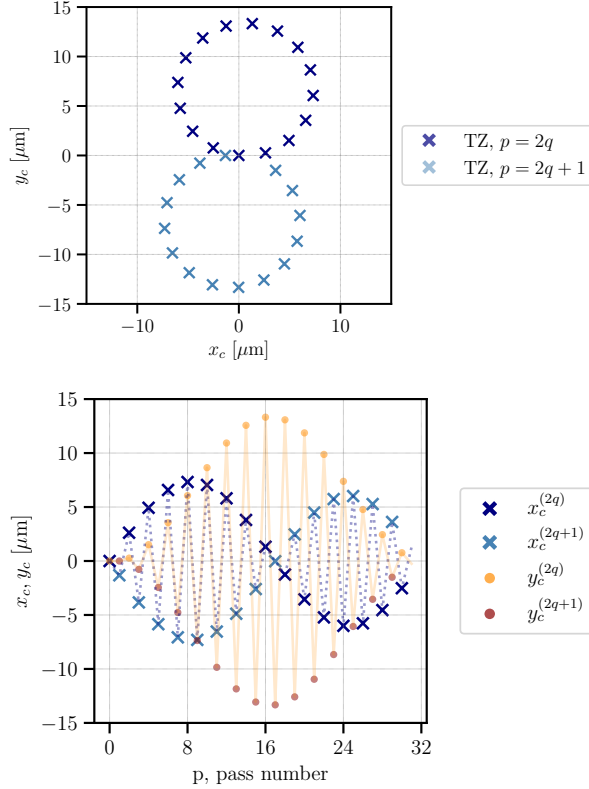 15
10
5
0
−5
−10
−15
y_c [μm]
−10 0 10
x_c [μm]
TZ, p = 2q
TZ, p = 2q + 1
15
10
5
0
−5
−10
−15
x_c, y_c [μm]
0 8 16 24 32
p, pass number
x_c^(2q)
x_c^(2q+1)
y_c^(2q)
y_c^(2q+1)